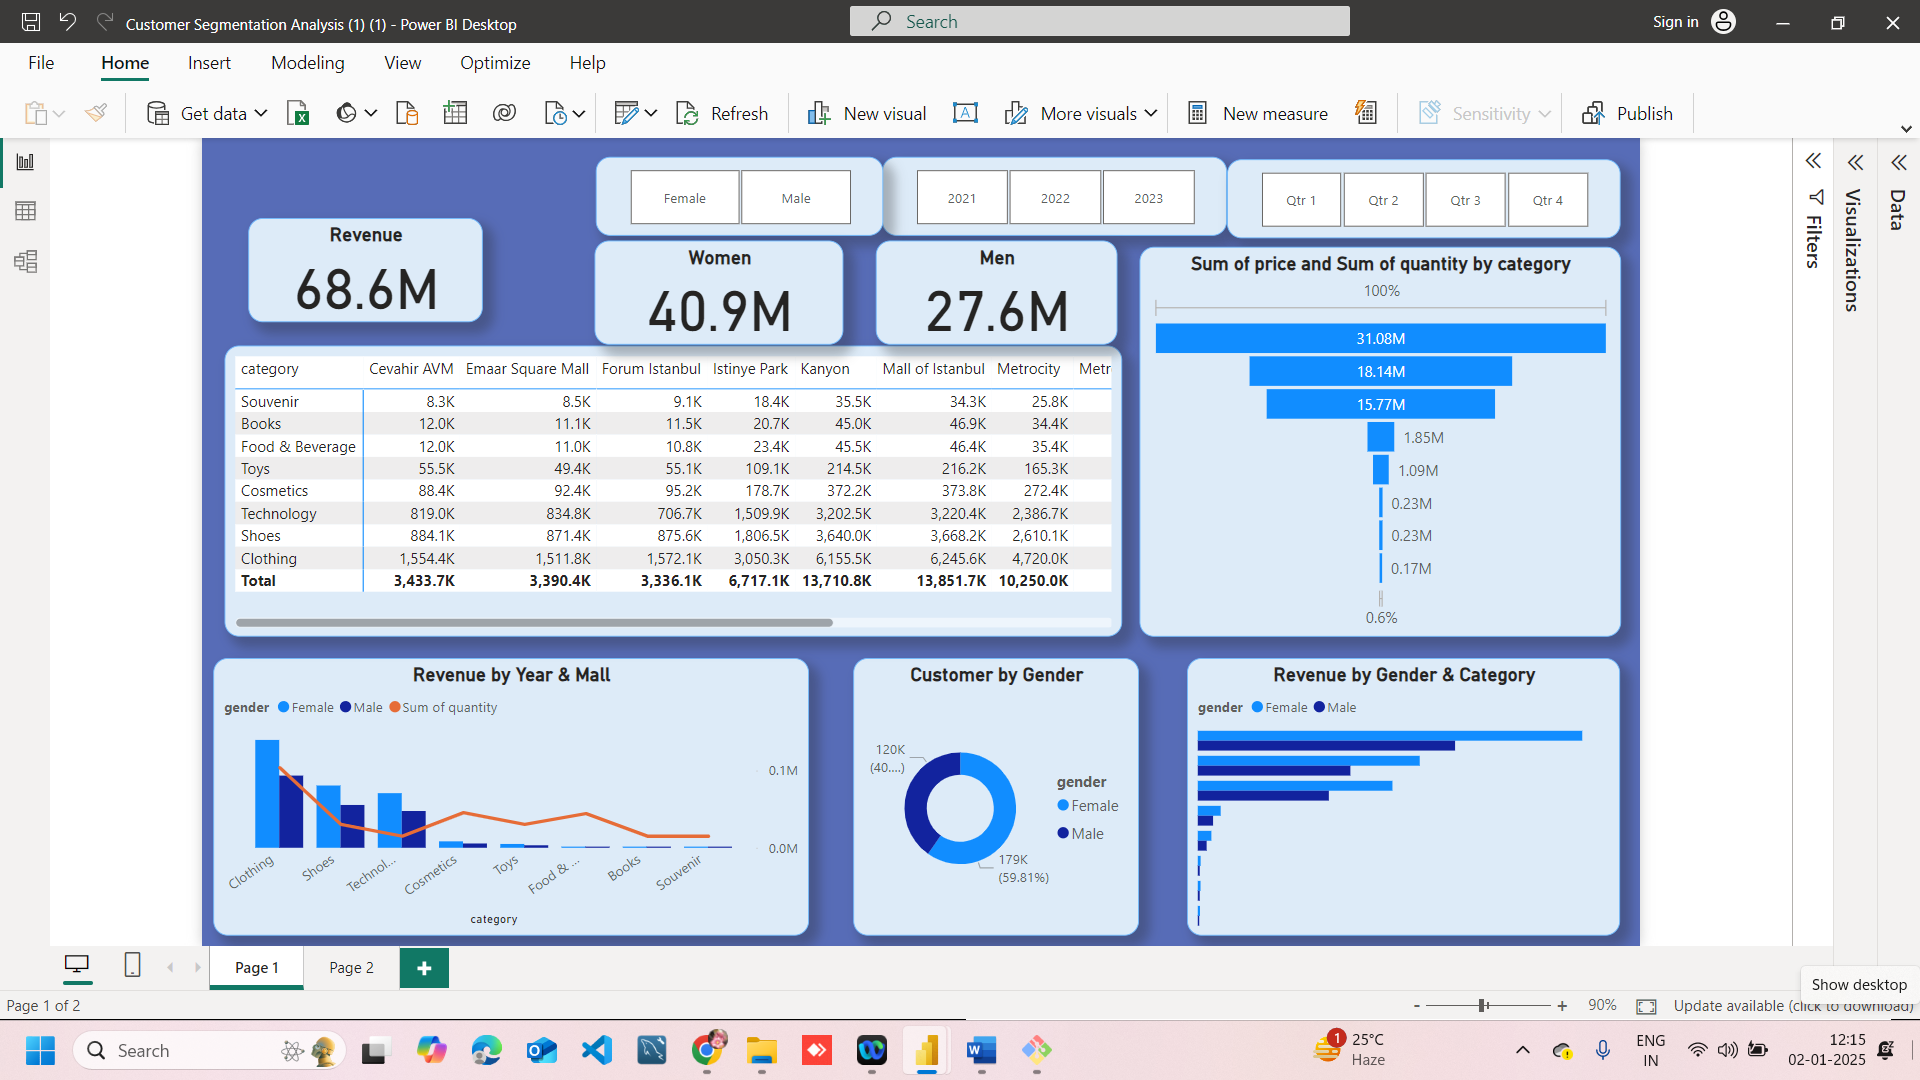 Customer Segmentation Analysis (1) (1) - Power BI Desktop
Search
Sign in
File Home Insert Modeling View Optimize Help
Get data
Refresh
New visual
A
More visuals
New measure
Sensitivity
Publish
Female Male
2021 2022 2023
Qtr 1 Qtr 2 Qtr 3 Qtr 4
Revenue
68.6M
Women
40.9M
Men
27.6M
category Cevahir AVM Emaar Square Mall Forum Istanbul Istinye Park Kanyon Mall of Istanbul Metrocity Metr
Souvenir 8.3K 8.5K 9.1K 18.4K 35.5K 34.3K 25.8K
Books 12.0K 11.1K 11.5K 20.7K 45.0K 46.9K 34.4K
Food & Beverage 12.0K 11.0K 10.8K 23.4K 45.5K 46.4K 35.4K
Toys 55.5K 49.4K 55.1K 109.1K 214.5K 216.2K 165.3K
Cosmetics 88.4K 92.4K 95.2K 178.7K 372.2K 373.8K 272.4K
Technology 819.0K 834.8K 706.7K 1,509.9K 3,202.5K 3,220.4K 2,386.7K
Shoes 884.1K 871.4K 875.6K 1,806.5K 3,640.0K 3,668.2K 2,610.1K
Clothing 1,554.4K 1,511.8K 1,572.1K 3,050.3K 6,155.5K 6,245.6K 4,720.0K
Total 3,433.7K 3,390.4K 3,336.1K 6,717.1K 13,710.8K 13,851.7K 10,250.0K
Sum of price and Sum of quantity by category
100%
31.08M
18.14M
15.77M
1.85M
1.09M
0.23M
0.23M
0.17M
0.6%
Filters
Visualizations
Data
Revenue by Year & Mall
gender Female Male Sum of quantity
0.1M
0.0M
Clothing Shoes Technol... Cosmetics Toys Food & ... Books Souvenir
category
Customer by Gender
120K
(40....)
179K
(59.81%)
gender
Female
Male
Revenue by Gender & Category
gender Female Male
Page 1
Page 2
Page 1 of 2
90%
Update available (click to download)
Show desktop
Search
1
25°C
Haze
ENG
IN
12:15
02-01-2025